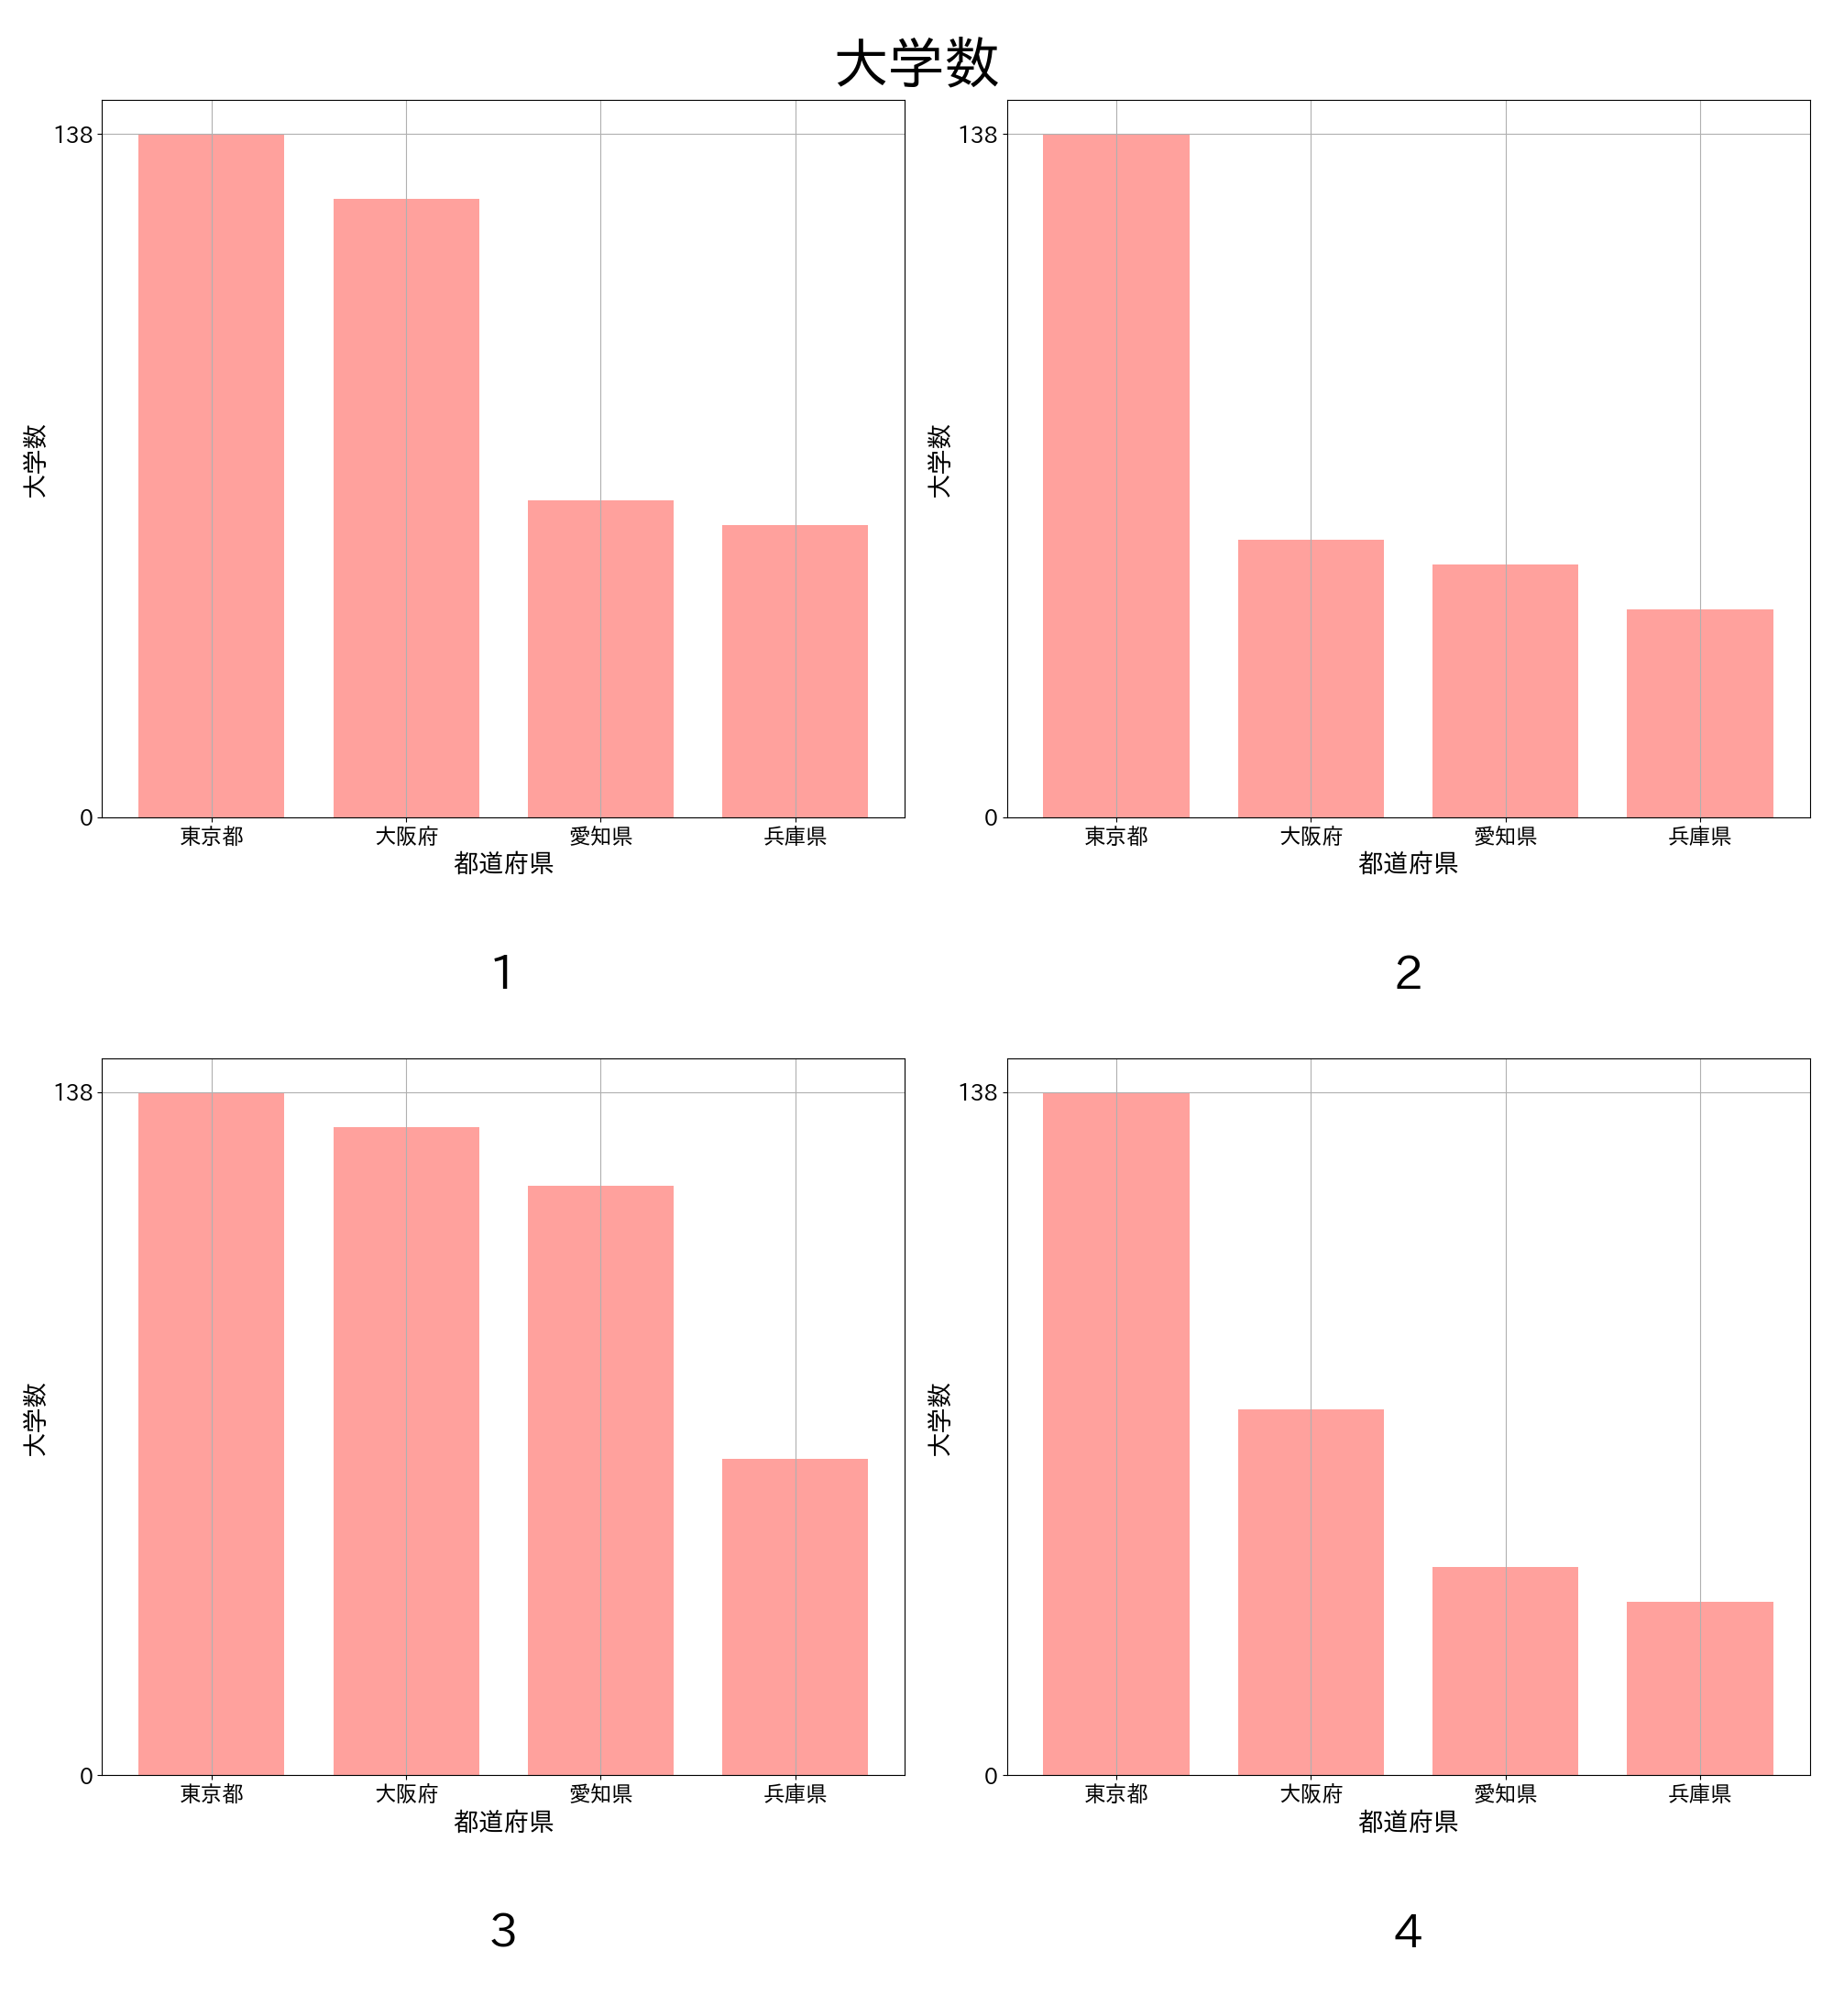 大学数
138
0
大学数
東京都 大阪府 愛知県 兵庫県
都道府県
1
138
0
大学数
東京都 大阪府 愛知県 兵庫県
都道府県
2
138
0
大学数
東京都 大阪府 愛知県 兵庫県
都道府県
3
138
0
大学数
東京都 大阪府 愛知県 兵庫県
都道府県
4